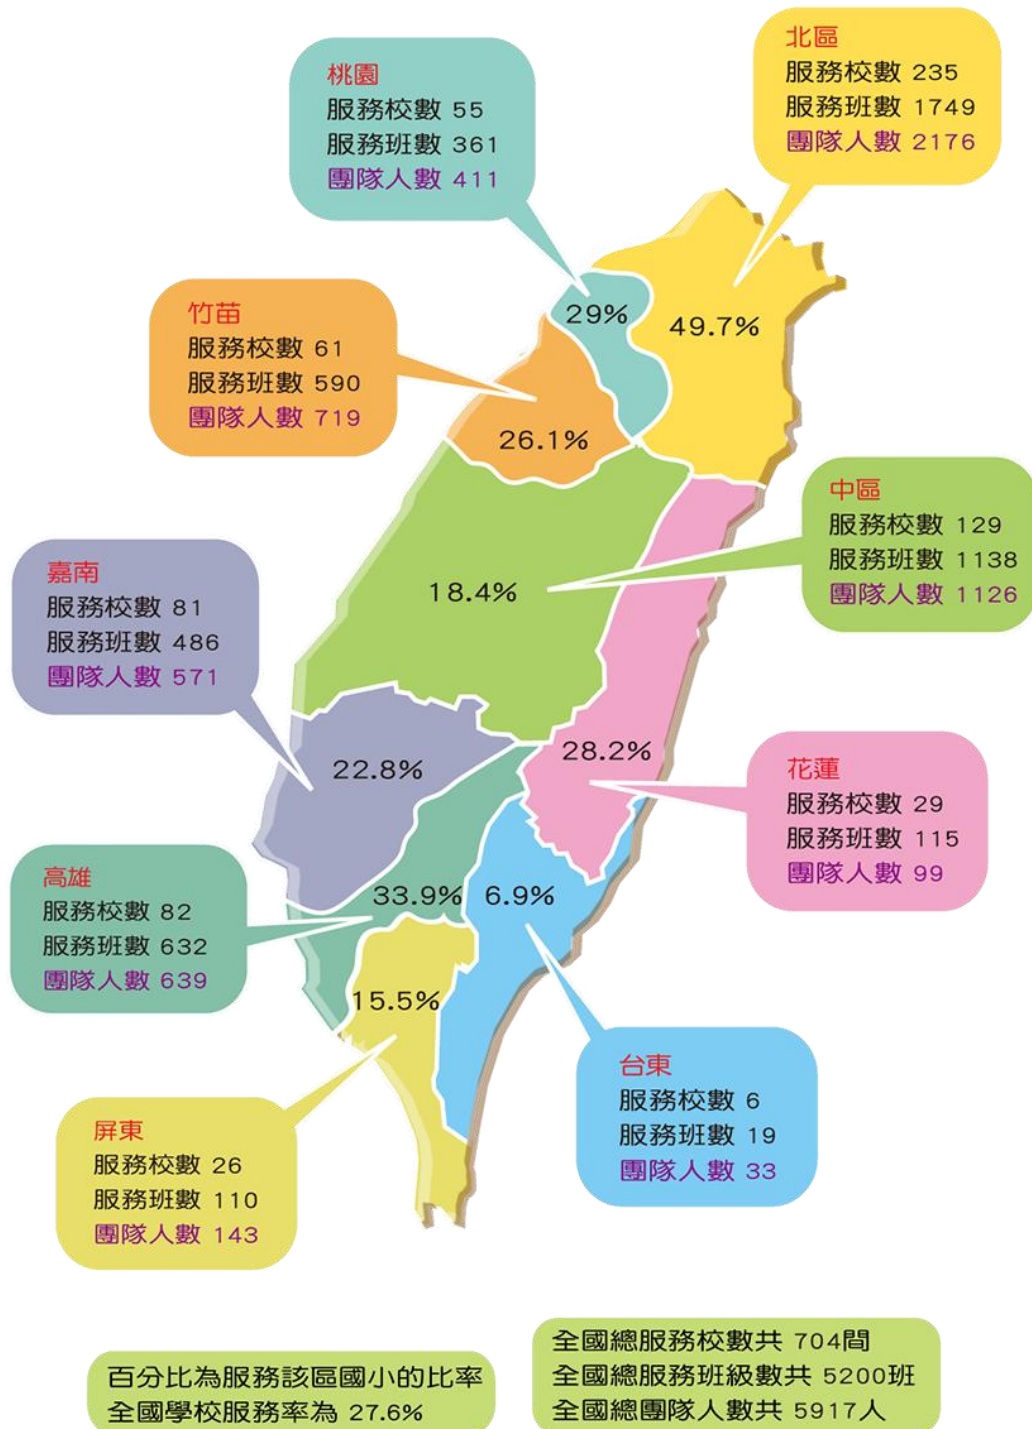 北區
服務校數 235
服務班數 1749
團隊人數 2176
桃園
服務校數 55
服務班數 361
團隊人數 411
29%
49.7%
竹苗
服務校數 61
服務班數 590
團隊人數 719
26.1%
中區
服務校數 129
服務班數 1138
團隊人數 1126
18.4%
嘉南
服務校數 81
服務班數 486
團隊人數 571
22.8%
28.2%
花蓮
服務校數 29
服務班數 115
團隊人數 99
高雄
服務校數 82
服務班數 632
團隊人數 639
33.9%
6.9%
15.5%
台東
服務校數 6
服務班數 19
團隊人數 33
屏東
服務校數 26
服務班數 110
團隊人數 143
百分比為服務該區國小的比率
全國學校服務率為 27.6%
全國總服務校數共 704間
全國總服務班級數共 5200班
全國總團隊人數共 5917人